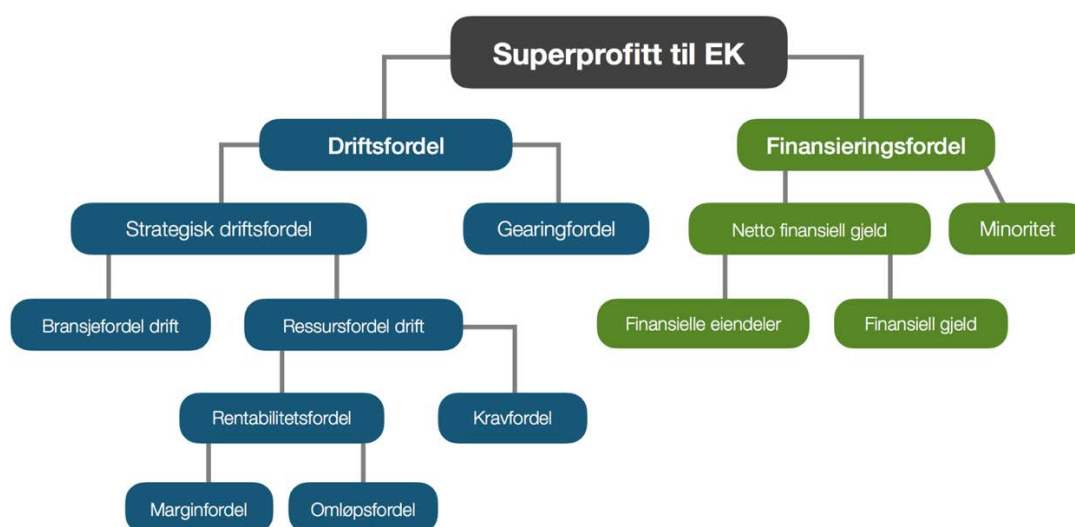 Superprofitt til EK
Driftsfordel
Finansieringsfordel
Strategisk driftsfordel
Gearingfordel
Netto finansiell gjeld
Minoritet
Bransjefordel drift
Ressursfordel drift
Finansielle eiendeler
Finansiell gjeld
Rentabilitetsfordel
Kravfordel
Marginfordel
Omløpsfordel